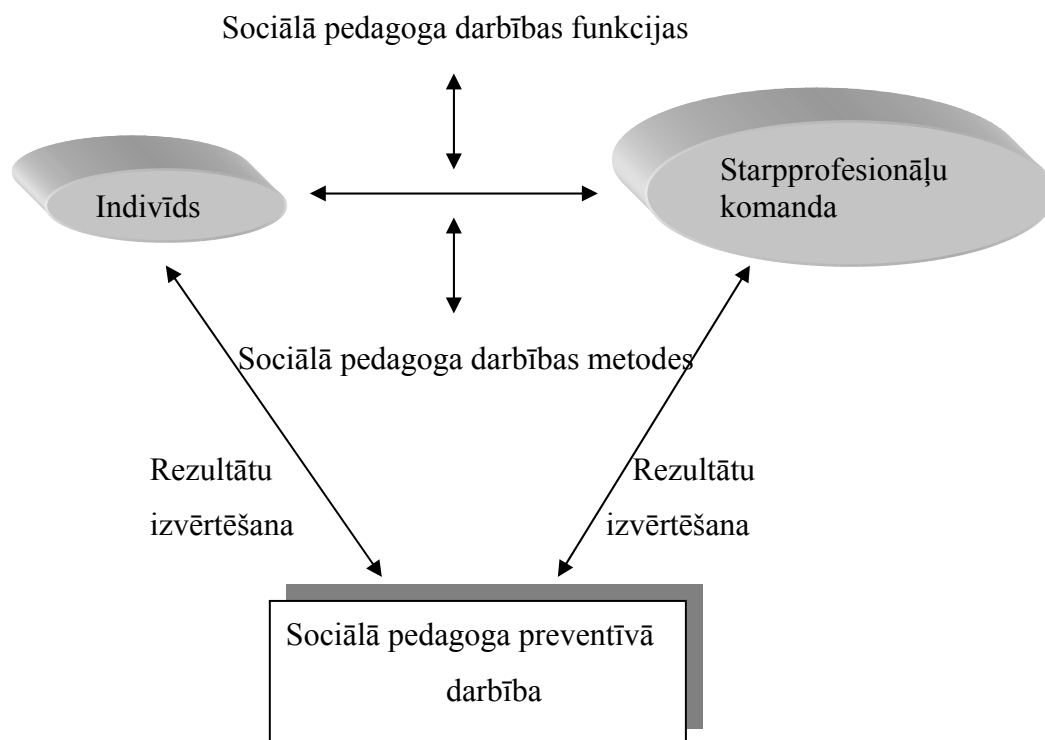 Sociālā pedagoga darbības funkcijas
Indivīds
Starpprofesionāļu
komanda
Sociālā pedagoga darbības metodes
Rezultātu
izvērtēšana
Rezultātu
izvērtēšana
Sociālā pedagoga preventīvā
darbība